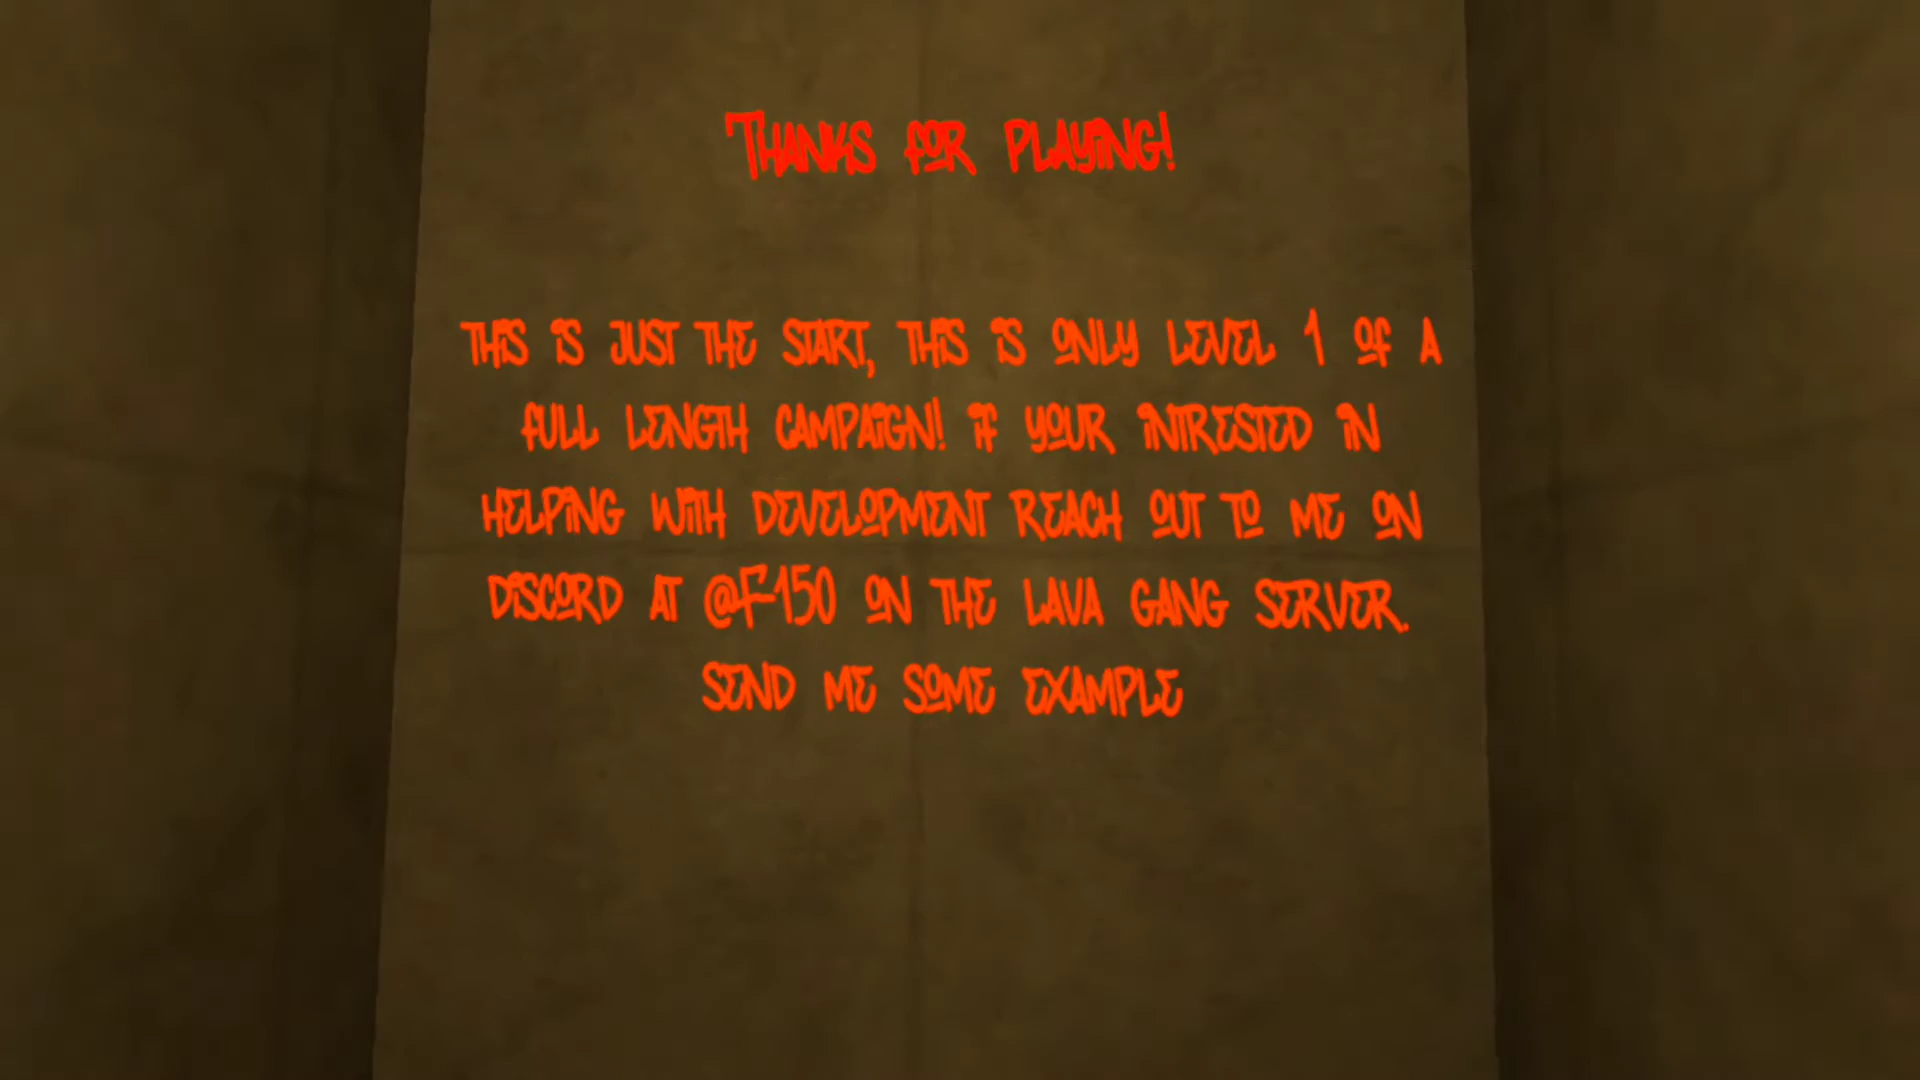 Thanks for playing!
This is just the start, this is only level 1 of a
full length campaign! if your intrested in
helping with development reach out to me on
discord at @F150 on the lava gang server.
send me some example